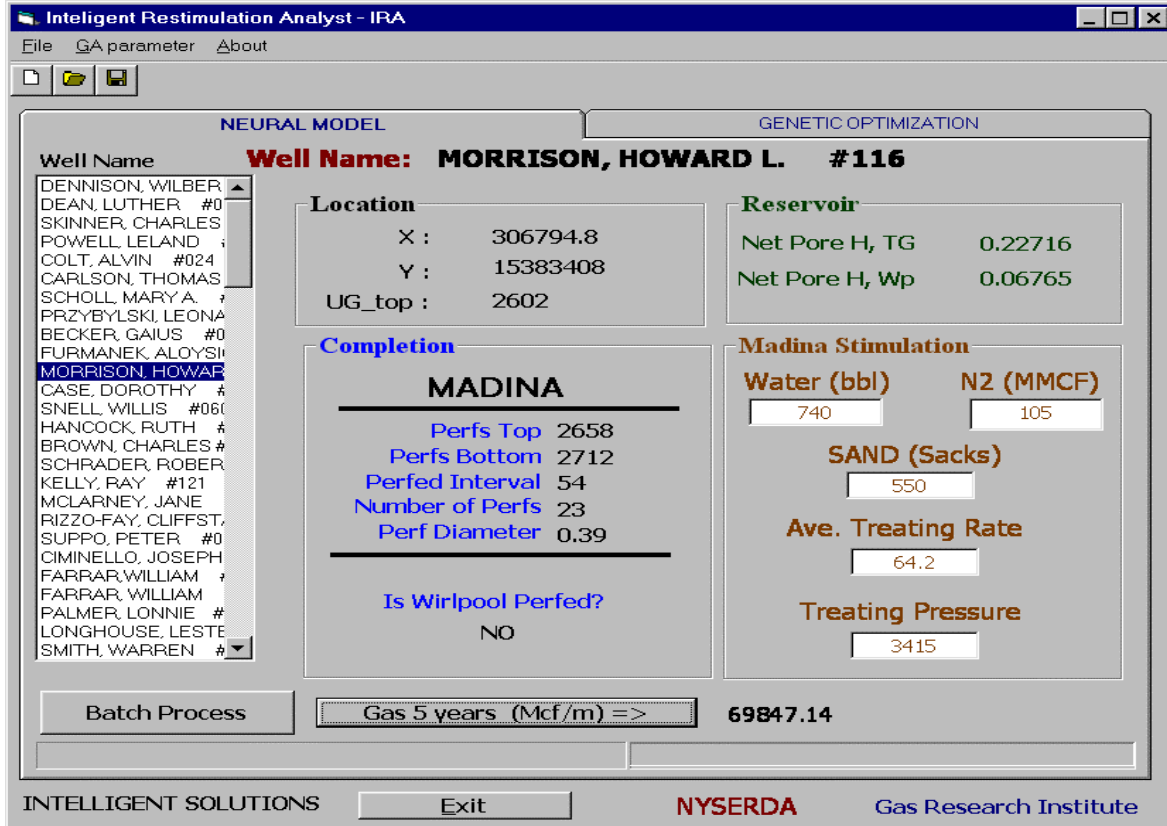 Inteligent Restimulation Analyst - IRA
File GA parameter About
NEURAL MODEL
GENETIC OPTIMIZATION
Well Name
Well Name: MORRISON, HOWARD L. #116
DENNISON, WILBER
DEAN, LUTHER #0
SKINNER, CHARLES
POWELL, LELAND
COLT, ALVIN #024
CARLSON, THOMAS
SCHOLL, MARY A.
PRZYBYLSKI, LEONA
BECKER, GAIUS #0
FURMANEK, ALOYSI
MORRISON, HOWAR
CASE, DOROTHY #
SNELL, WILLIS #06
HANCOCK, RUTH #
BROWN, CHARLES #
SCHRADER, ROBER
KELLY, RAY #121
MCLARNEY, JANE
RIZZO-FAY, CLIFFST
SUPPO, PETER #0
CIMINELLO, JOSEPH
FARRAR,WILLIAM
FARRAR, WILLIAM
PALMER, LONNIE #
LONGHOUSE, LESTE
SMITH, WARREN #
Location
X : 306794.8
Y : 15383408
UG_top : 2602
Reservoir
Net Pore H, TG 0.22716
Net Pore H, Wp 0.06765
Completion
MADINA
Perfs Top 2658
Perfs Bottom 2712
Perfed Interval 54
Number of Perfs 23
Perf Diameter 0.39
Is Wirlpool Perfed?
NO
Madina Stimulation
Water (bbl) N2 (MMCF)
740 105
SAND (Sacks)
550
Ave. Treating Rate
64.2
Treating Pressure
3415
Batch Process
Gas 5 years (Mcf/m) =>
69847.14
INTELLIGENT SOLUTIONS
Exit
NYSERDA
Gas Research Institute